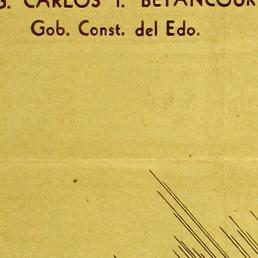 G. CARLOS I. BETANCOUR
Gob. Const. del Edo.